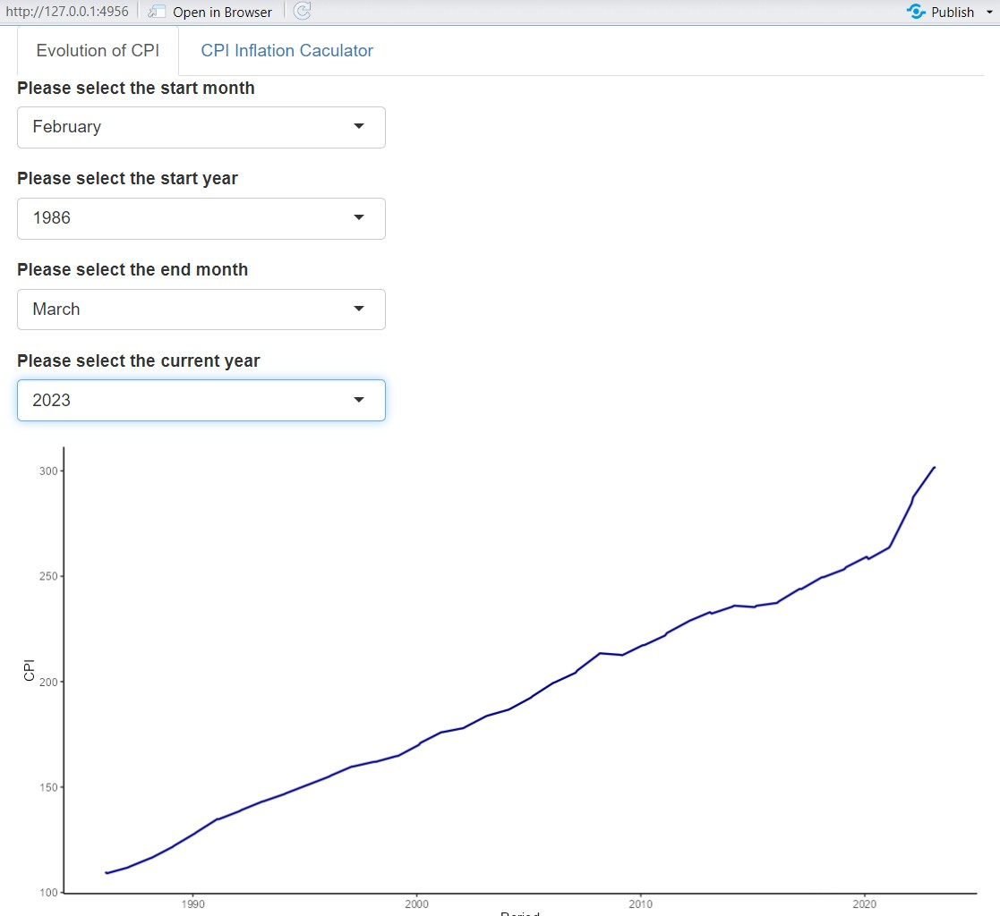 http://127.0.0.1:4956 Open in Browser Publish
Evolution of CPI CPI Inflation Caculator
Please select the start month
February
Please select the start year
1986
Please select the end month
March
Please select the current year
2023
300
250
CPI
200
150
100
1990 2000 2010 2020
Period